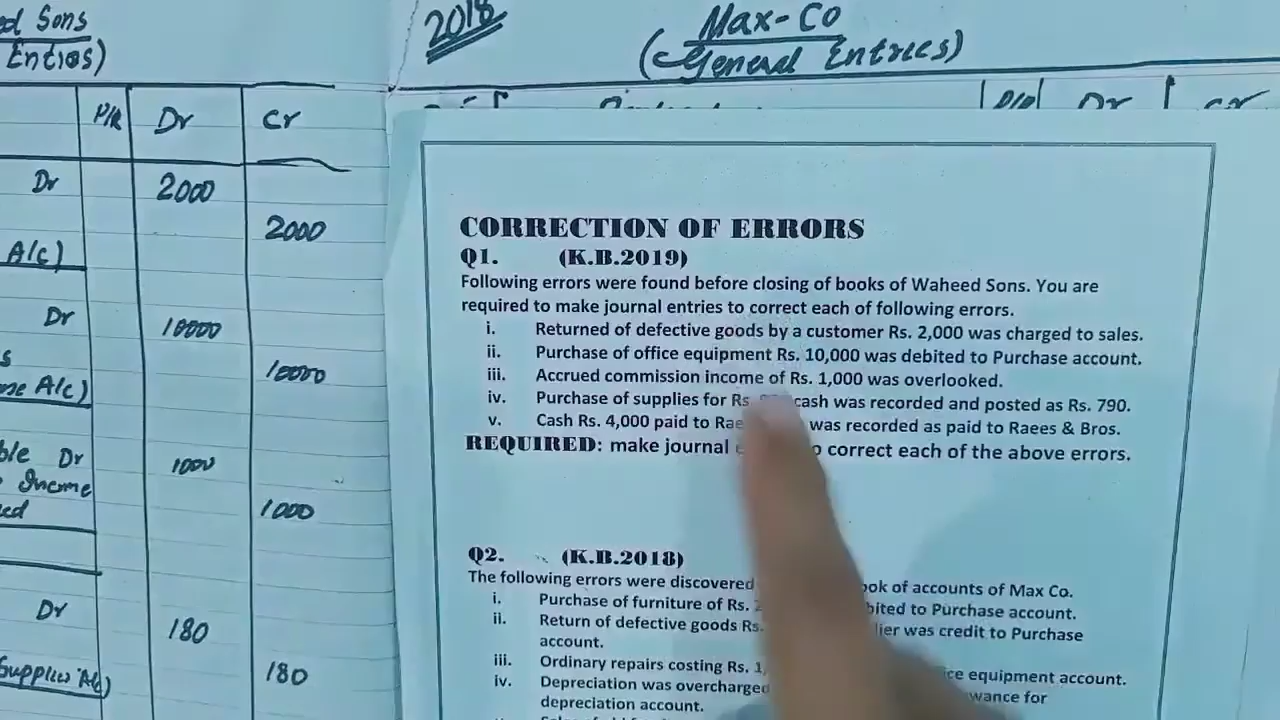 ed Sons
Entries)
P/R Dr Cr
Dr 2000
2000
A/c)
Dr 10000
s
10000
me A/c)
ble Dr 1000
Income
ed 1000
Dr 180
Supplies A/c) 180
2018
Max-Co
(General Entries)
Dr Cr
CORRECTION OF ERRORS
Q1. (K.B.2019)
Following errors were found before closing of books of Waheed Sons. You are
required to make journal entries to correct each of following errors.
i. Returned of defective goods by a customer Rs. 2,000 was charged to sales.
ii. Purchase of office equipment Rs. 10,000 was debited to Purchase account.
iii. Accrued commission income of Rs. 1,000 was overlooked.
iv. Purchase of supplies for Rs. cash was recorded and posted as Rs. 790.
v. Cash Rs. 4,000 paid to Rae was recorded as paid to Raees & Bros.
REQUIRED: make journal to correct each of the above errors.
Q2. (K.B.2018)
The following errors were discovered ook of accounts of Max Co.
i. Purchase of furniture of Rs. bited to Purchase account.
ii. Return of defective goods Rs. lier was credit to Purchase
account.
iii. Ordinary repairs costing Rs. 1, ice equipment account.
iv. Depreciation was overcharged wance for
depreciation account.